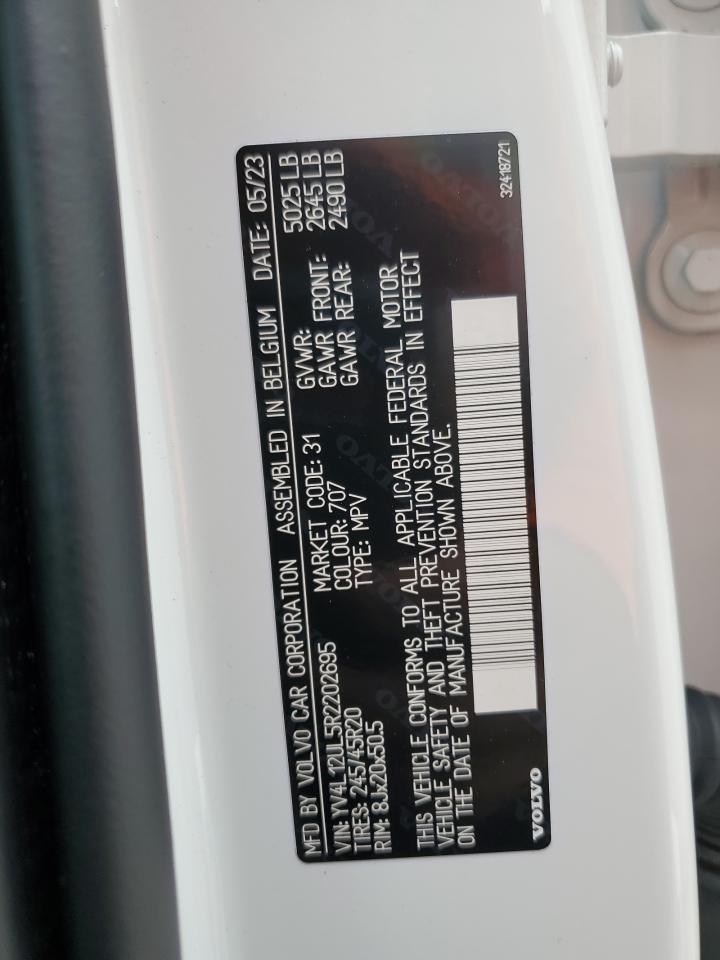 MFD BY VOLVO CAR CORPORATION ASSEMBLED IN BELGIUM DATE: 05/23
VIN: YV4L12UL5R2202695 MARKET CODE: 31 GVWR: 5025 LB
TIRES: 245/45R20 COLOUR: 707 GAWR FRONT: 2645 LB
RIM: 8Jx20x50.5 TYPE: MPV GAWR REAR: 2490 LB
THIS VEHICLE CONFORMS TO ALL APPLICABLE FEDERAL MOTOR
VEHICLE SAFETY AND THEFT PREVENTION STANDARDS IN EFFECT
ON THE DATE OF MANUFACTURE SHOWN ABOVE.
VOLVO 32418721